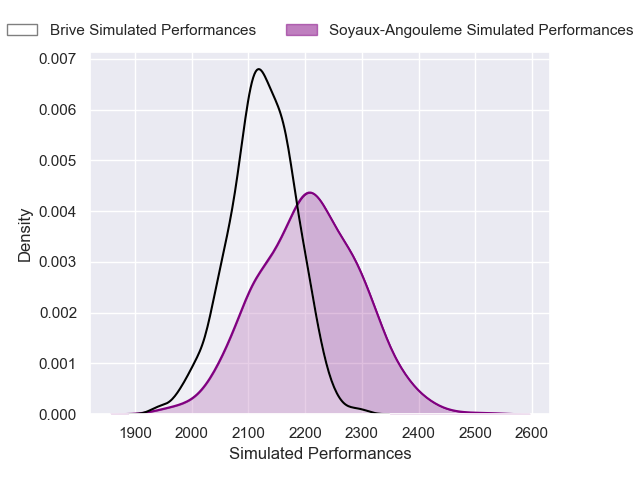 Brive Simulated Performances
Soyaux-Angouleme Simulated Performances
0.007
0.006
0.005
0.004
0.003
0.002
0.001
0.000
Density
1900 2000 2100 2200 2300 2400 2500 2600
Simulated Performances